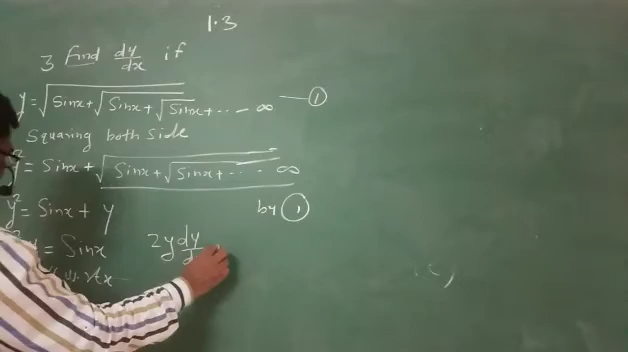 1.3
3 Find dy/dx if
y = √Sinx + √Sinx + √Sinx + ... ∞ — ①
Squaring both side
y² = Sinx + √Sinx + √Sinx + ... ∞
y² = Sinx + y by ①
= Sinx 2y dy/